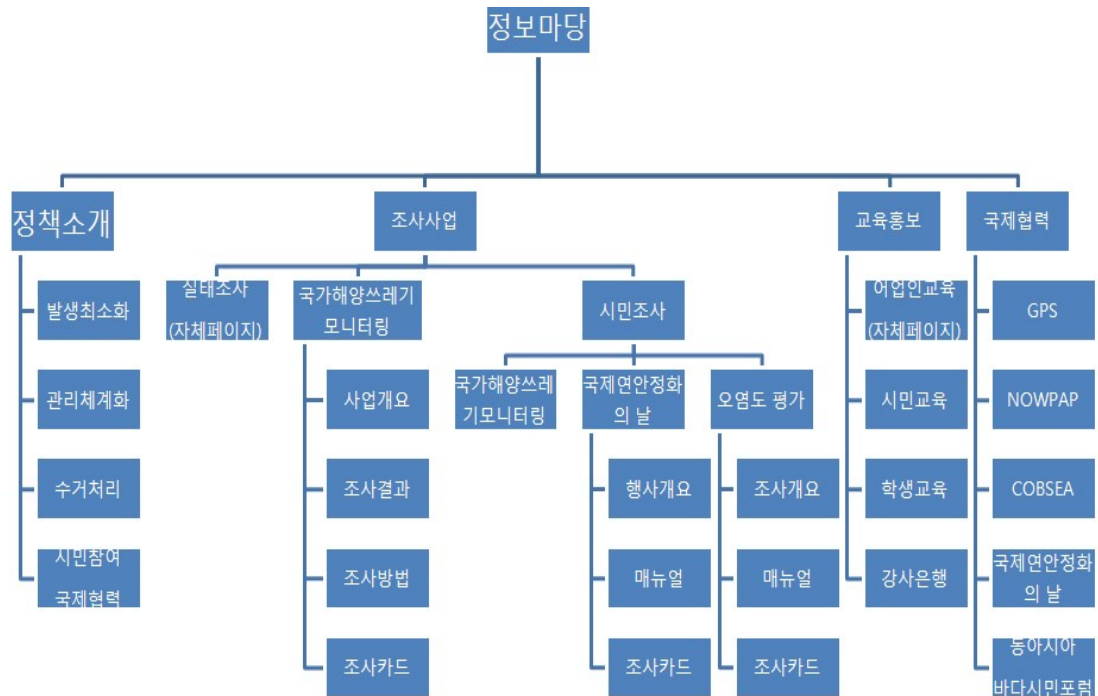 정보마당
정책소개
조사사업
교육홍보
국제협력
발생최소화
관리체계화
수거처리
시민참여
국제협력
실태조사
(자체페이지)
국가해양쓰레기
모니터링
시민조사
사업개요
조사결과
조사방법
조사카드
국가해양쓰레
기모니터링
국제연안정화
의 날
오염도 평가
행사개요
매뉴얼
조사카드
조사개요
매뉴얼
조사카드
어업인교육
(자체페이지)
시민교육
학생교육
강사은행
GPS
NOWPAP
COBSEA
국제연안정화
의 날
동아시아
바다시민포럼